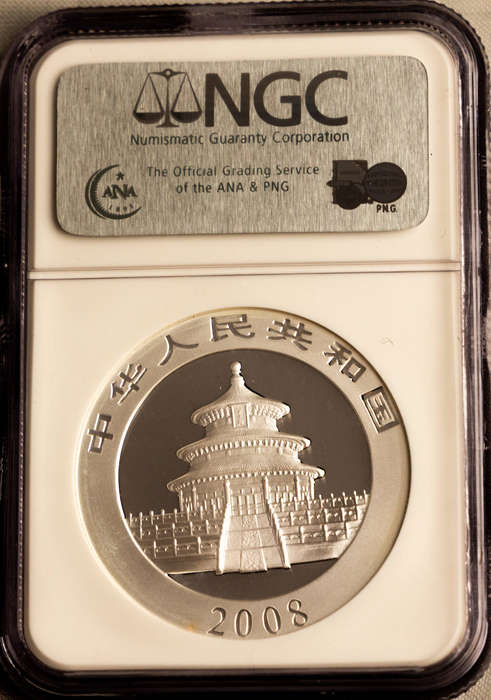 NGC
Numismatic Guaranty Corporation
The Official Grading Service
of the ANA & PNG
ANA
1891
P.N.G.
中华人民共和国
2008